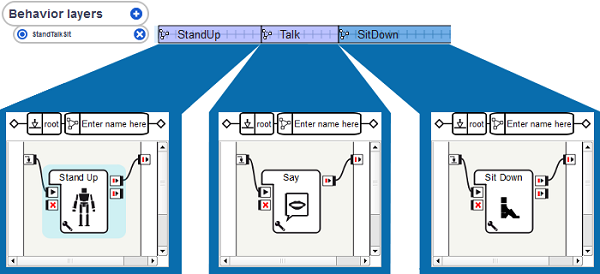 Behavior layers
StandTalkSit
StandUp Talk SitDown
root Enter name here
Stand Up
root Enter name here
Say
root Enter name here
Sit Down